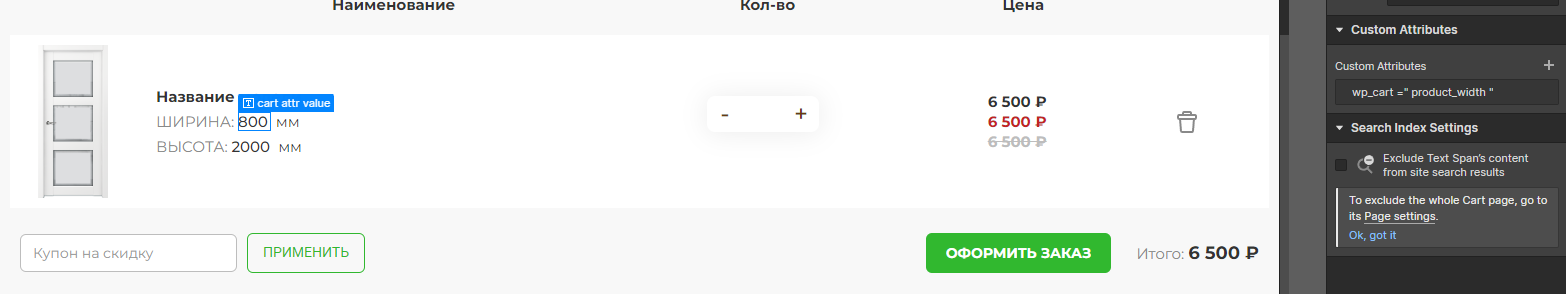 Наименование
Кол-во
Цена
Название
cart attr value
ШИРИНА: 800 мм
ВЫСОТА: 2000 мм
- +
6 500 ₽
6 500 ₽
6 500 ₽
Купон на скидку
ПРИМЕНИТЬ
ОФОРМИТЬ ЗАКАЗ
Итого: 6 500 ₽
Custom Attributes
Custom Attributes +
wp_cart =" product_width "
Search Index Settings
Exclude Text Span's content
from site search results
To exclude the whole Cart page, go to
its Page settings.
Ok, got it